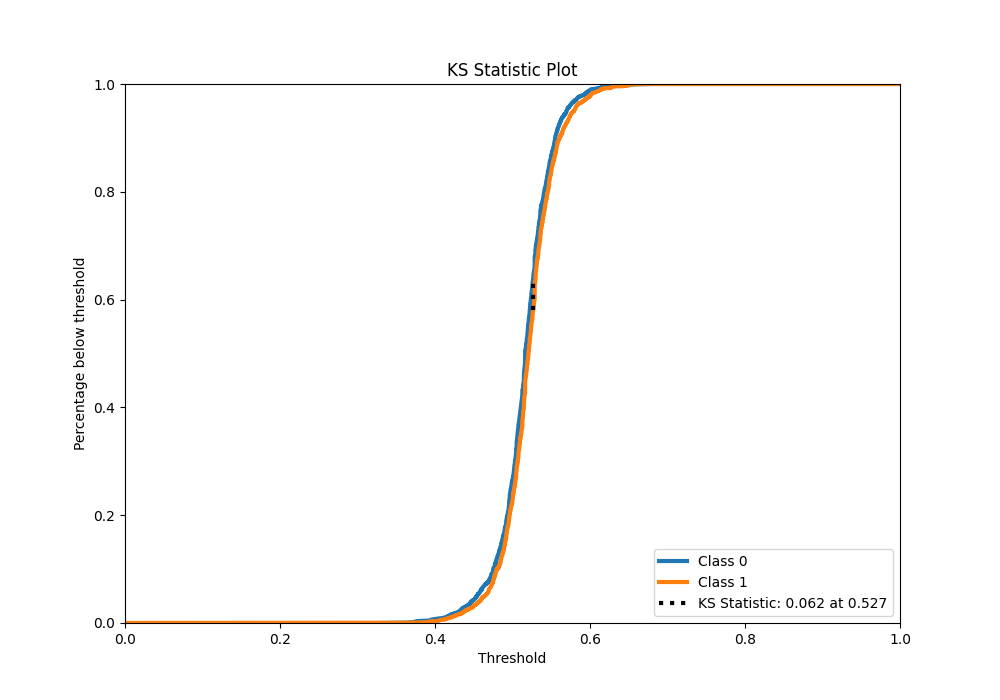 KS Statistic Plot
Percentage below threshold
1.0
0.8
0.6
0.4
0.2
0.0
0.0 0.2 0.4 0.6 0.8 1.0
Threshold
Class 0
Class 1
KS Statistic: 0.062 at 0.527